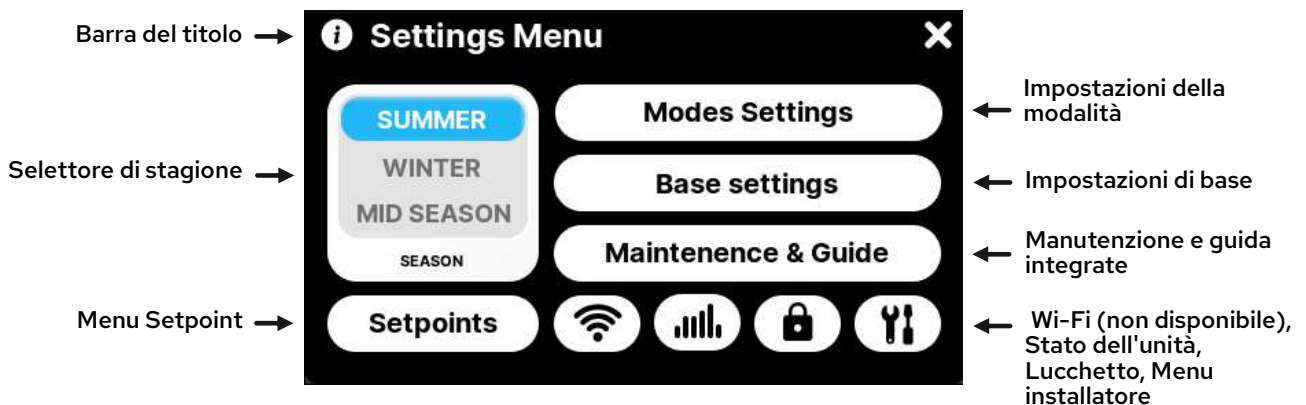 Barra del titolo
Settings Menu
Impostazioni della
modalità
SUMMER
Modes Settings
WINTER
Selettore di stagione
Base settings
Impostazioni di base
MID SEASON
Manutenzione e guida
integrate
SEASON
Maintenence & Guide
Menu Setpoint
Setpoints
Wi-Fi (non disponibile),
Stato dell'unità,
Lucchetto, Menu
installatore